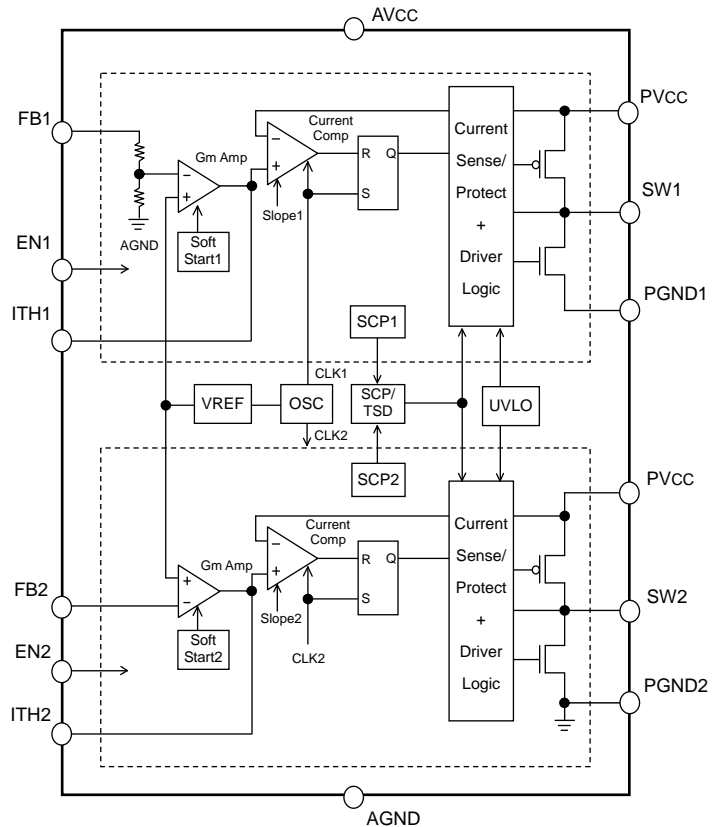 AVCC
FB1
EN1
ITH1
FB2
EN2
ITH2
PVCC
SW1
PGND1
PVCC
SW2
PGND2
AGND
AGND
Gm Amp
−
+
Soft
Start1
Current
Comp
−
+
Slope1
R
Q
S
Current
Sense/
Protect
+
Driver
Logic
CLK1
VREF
OSC
CLK2
SCP1
SCP/
TSD
SCP2
UVLO
Gm Amp
+
−
Soft
Start2
Current
Comp
−
+
Slope2
CLK2
R
Q
S
Current
Sense/
Protect
+
Driver
Logic